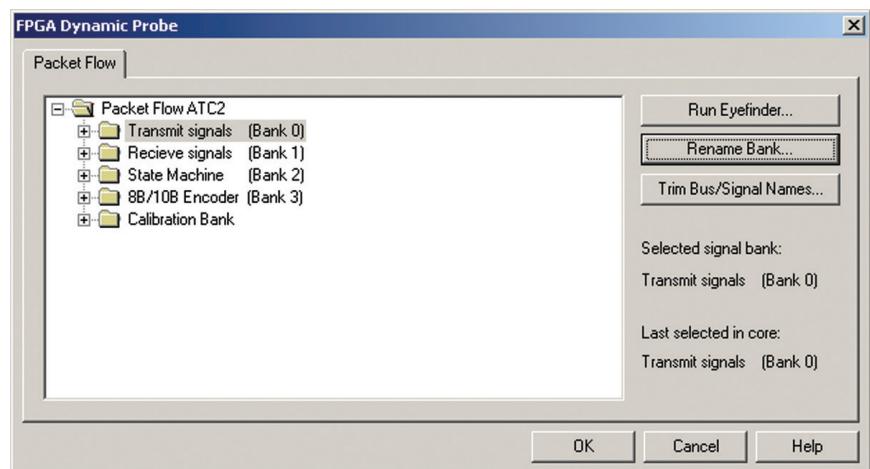 FPGA Dynamic Probe
Packet Flow
Packet Flow ATC2
Transmit signals (Bank 0)
Recieve signals (Bank 1)
State Machine (Bank 2)
8B/10B Encoder (Bank 3)
Calibration Bank
Run Eyefinder...
Rename Bank...
Trim Bus/Signal Names...
Selected signal bank:
Transmit signals (Bank 0)
Last selected in core:
Transmit signals (Bank 0)
OK
Cancel
Help